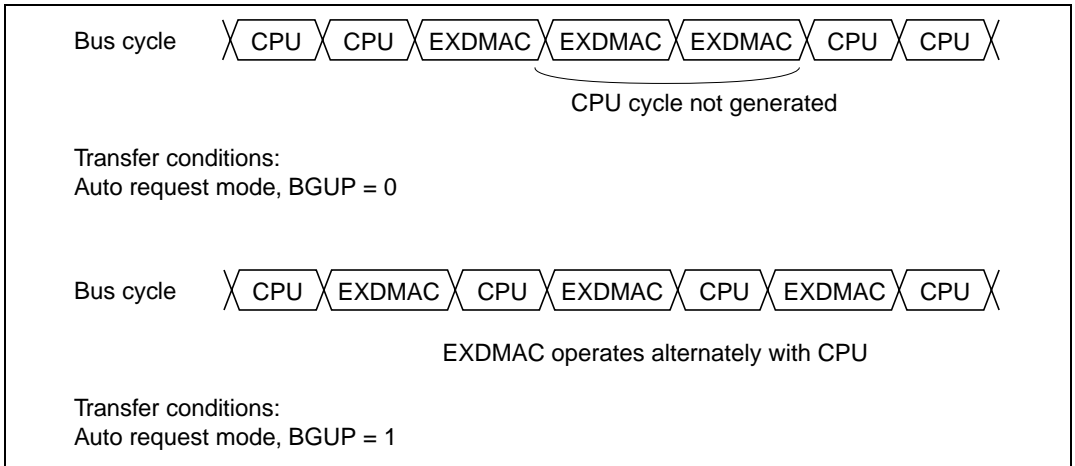 Bus cycle CPU CPU EXDMAC EXDMAC EXDMAC CPU CPU
CPU cycle not generated
Transfer conditions:
Auto request mode, BGUP = 0
Bus cycle CPU EXDMAC CPU EXDMAC CPU EXDMAC CPU
EXDMAC operates alternately with CPU
Transfer conditions:
Auto request mode, BGUP = 1